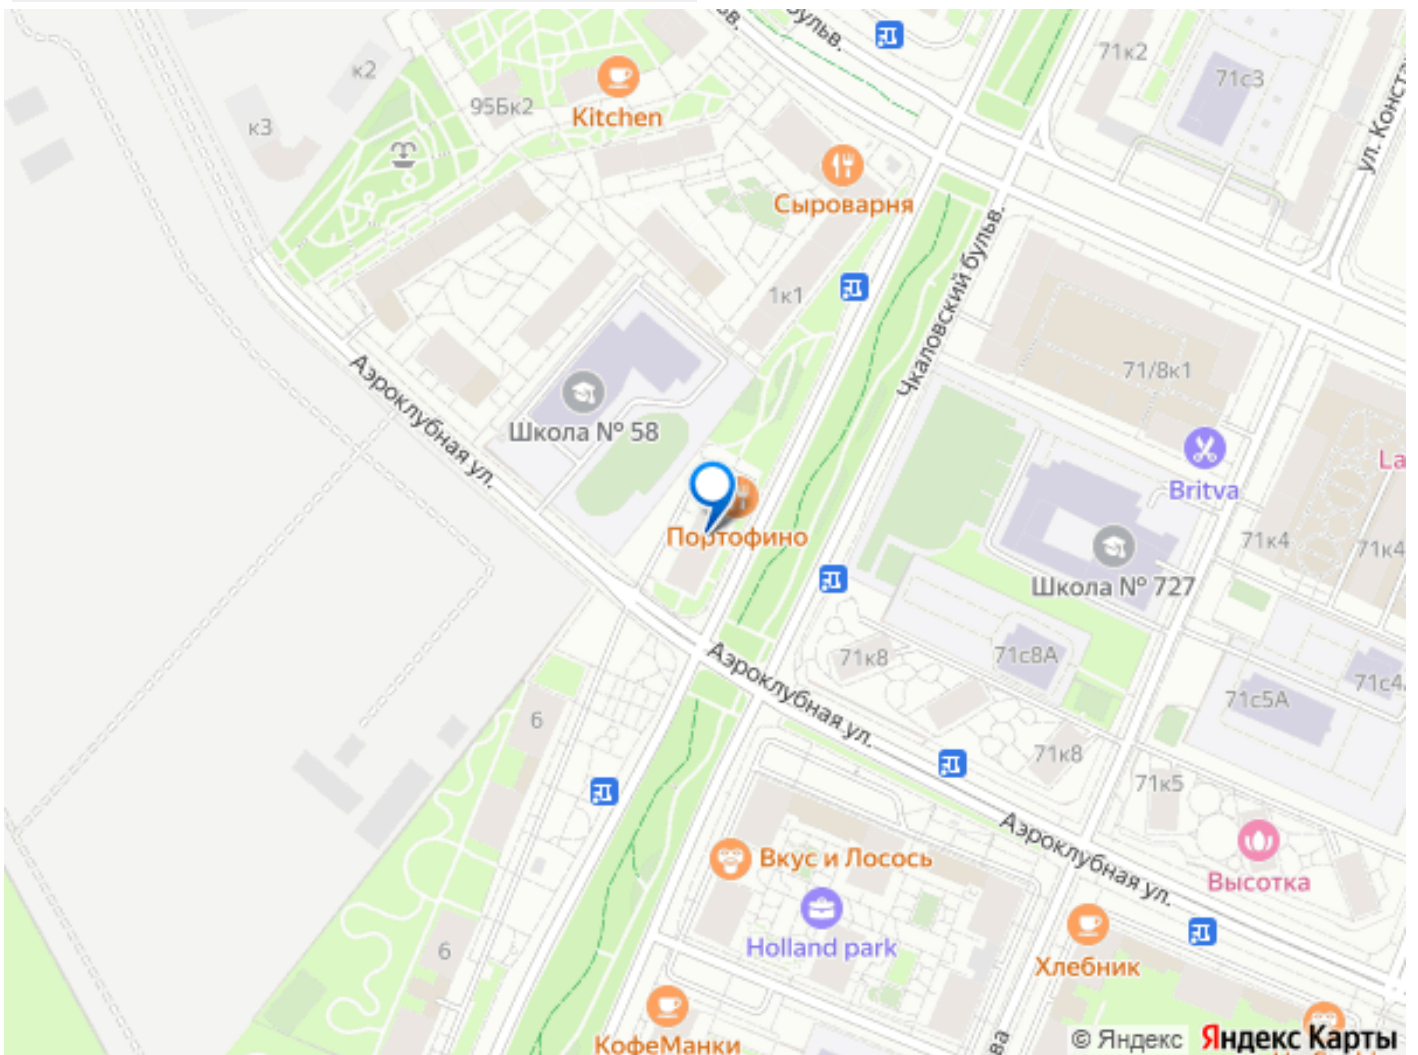 бульв.
71к2
ул. Конста
к2
71с3
95Бк2
Kitchen
к3
Сыроварня
1к1
Чкаловский бульв.
71/8к1
Аэроклубная ул.
Школа № 58
La
Britva
Портофино
71к4
71к4
Школа № 727
71к8
71с8А
Аэроклубная ул.
71с5А
71с4
6
71к8
71к5
Аэроклубная ул.
Вкус и Лосось
Высотка
Holland park
6
Хлебник
КофеМанки
ва
© Яндекс Яндекс Карты